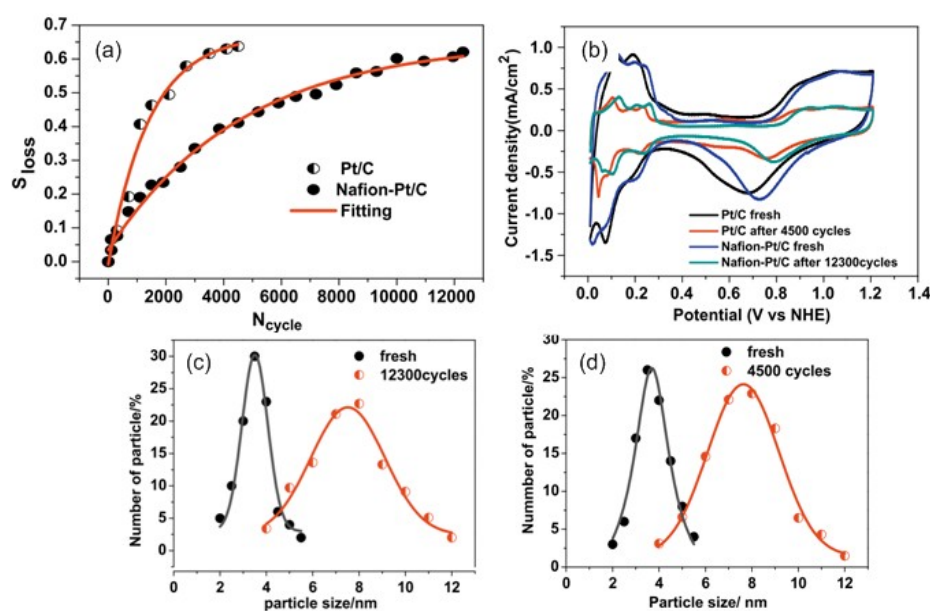 (a)
S loss
0.7
0.6
0.5
0.4
0.3
0.2
0.1
0.0
Pt/C
Nafion-Pt/C
Fitting
0 2000 4000 6000 8000 10000 12000
Ncycle
(b)
Current density(mA/cm²)
1.0
0.5
0.0
-0.5
-1.0
-1.5
Pt/C fresh
Pt/C after 4500 cycles
Nafion-Pt/C fresh
Nafion-Pt/C after 12300cycles
0.0 0.2 0.4 0.6 0.8 1.0 1.2 1.4
Potential (V vs NHE)
(c)
Number of particle/%
30
25
20
15
10
5
0
fresh
12300cycles
0 2 4 6 8 10 12
particle size/nm
(d)
Nummber of particle/%
30
25
20
15
10
5
0
fresh
4500 cycles
0 2 4 6 8 10 12
Particle size/ nm